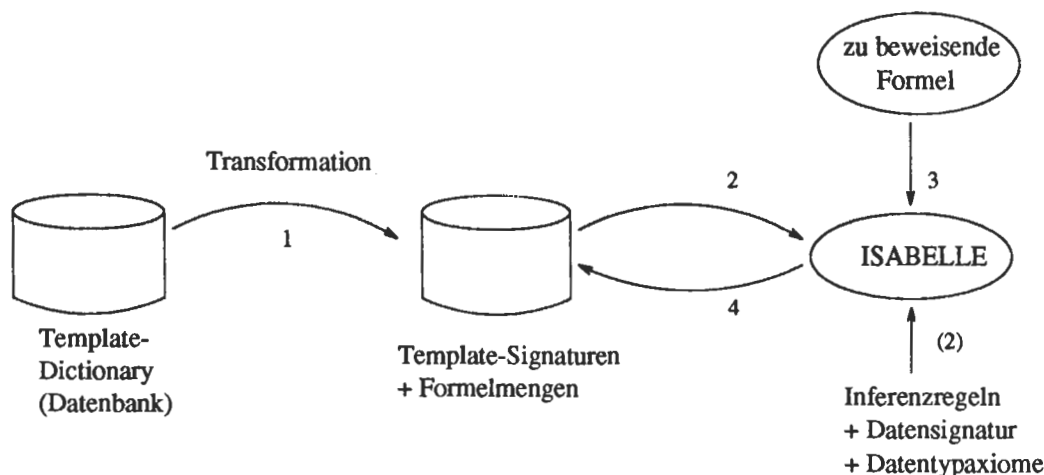 zu beweisende
Formel
Transformation
1
2
3
ISABELLE
4
(2)
Template-
Dictionary
(Datenbank)
Template-Signaturen
+ Formelmengen
Inferenzregeln
+ Datensignatur
+ Datentypaxiome